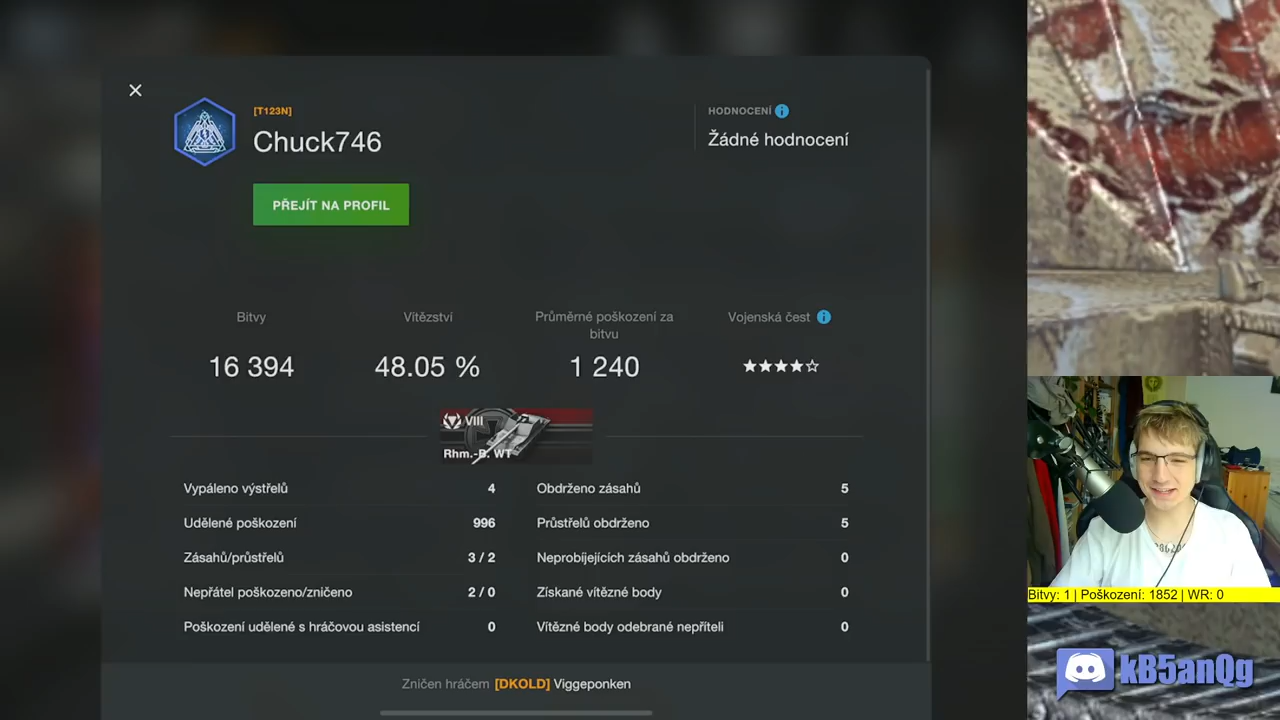 [T123N]
Chuck746
HODNOCENÍ
Žádné hodnocení
PŘEJÍT NA PROFIL
Bitvy
16 394
Vítězství
48.05 %
Průměrné poškození za
bitvu
1 240
Vojenská čest
VIII
Rhm.-B. WT
Vypáleno výstřelů 4
Obdrženo zásahů 5
Udělené poškození 996
Průstřelů obdrženo 5
Zásahů/průstřelů 3 / 2
Neprobíjejících zásahů obdrženo 0
Nepřátel poškozeno/zničeno 2 / 0
Získané vítězné body 0
Poškození udělené s hráčovou asistencí 0
Vítězné body odebrané nepříteli 0
Zničen hráčem [DKOLD] Viggeponken
Bitvy: 1 | Poškození: 1852 | WR: 0
kB5anQg